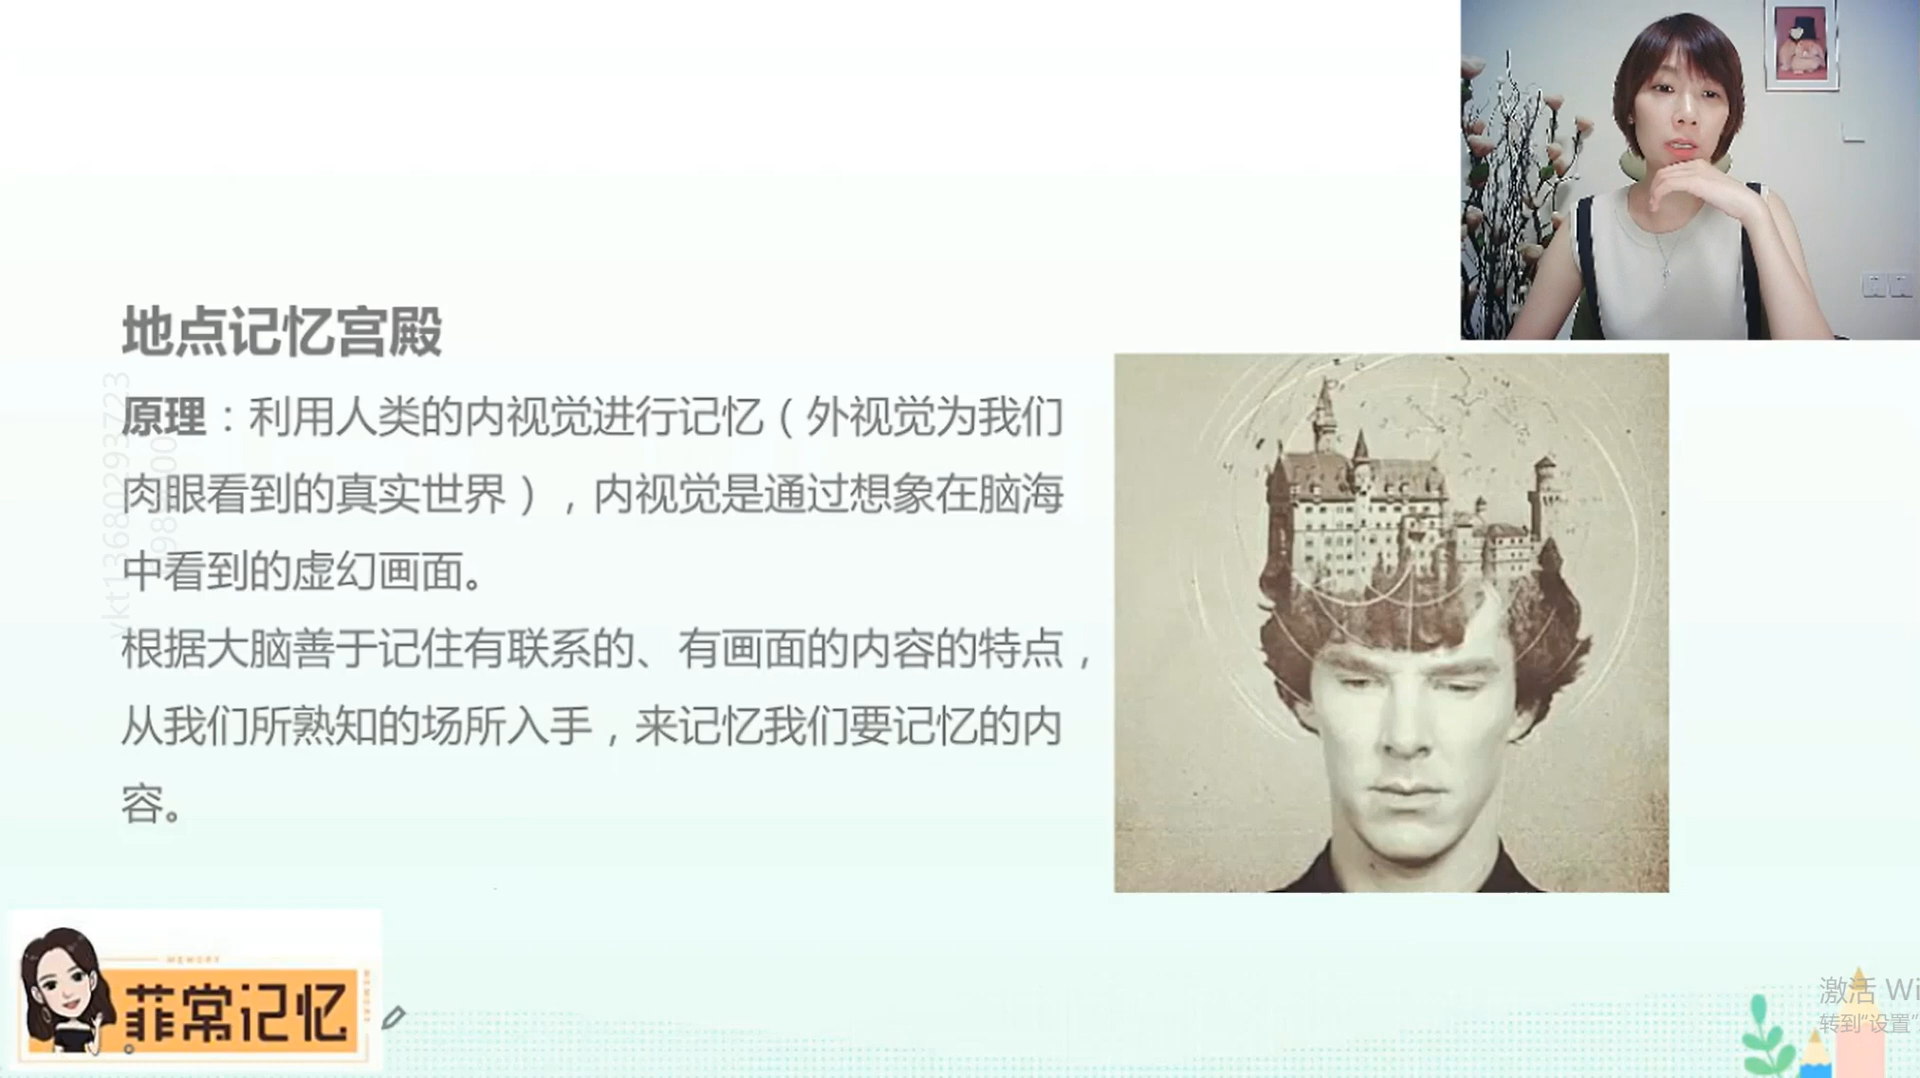 地点记忆宫殿
原理：利用人类的内视觉进行记忆（外视觉为我们
肉眼看到的真实世界），内视觉是通过想象在脑海
中看到的虚幻画面。
根据大脑善于记住有联系的、有画面的内容的特点，
从我们所熟知的场所入手，来记忆我们要记忆的内
容。
MEMORY
菲常记忆
MEMORY
激活 Wi
转到"设置"